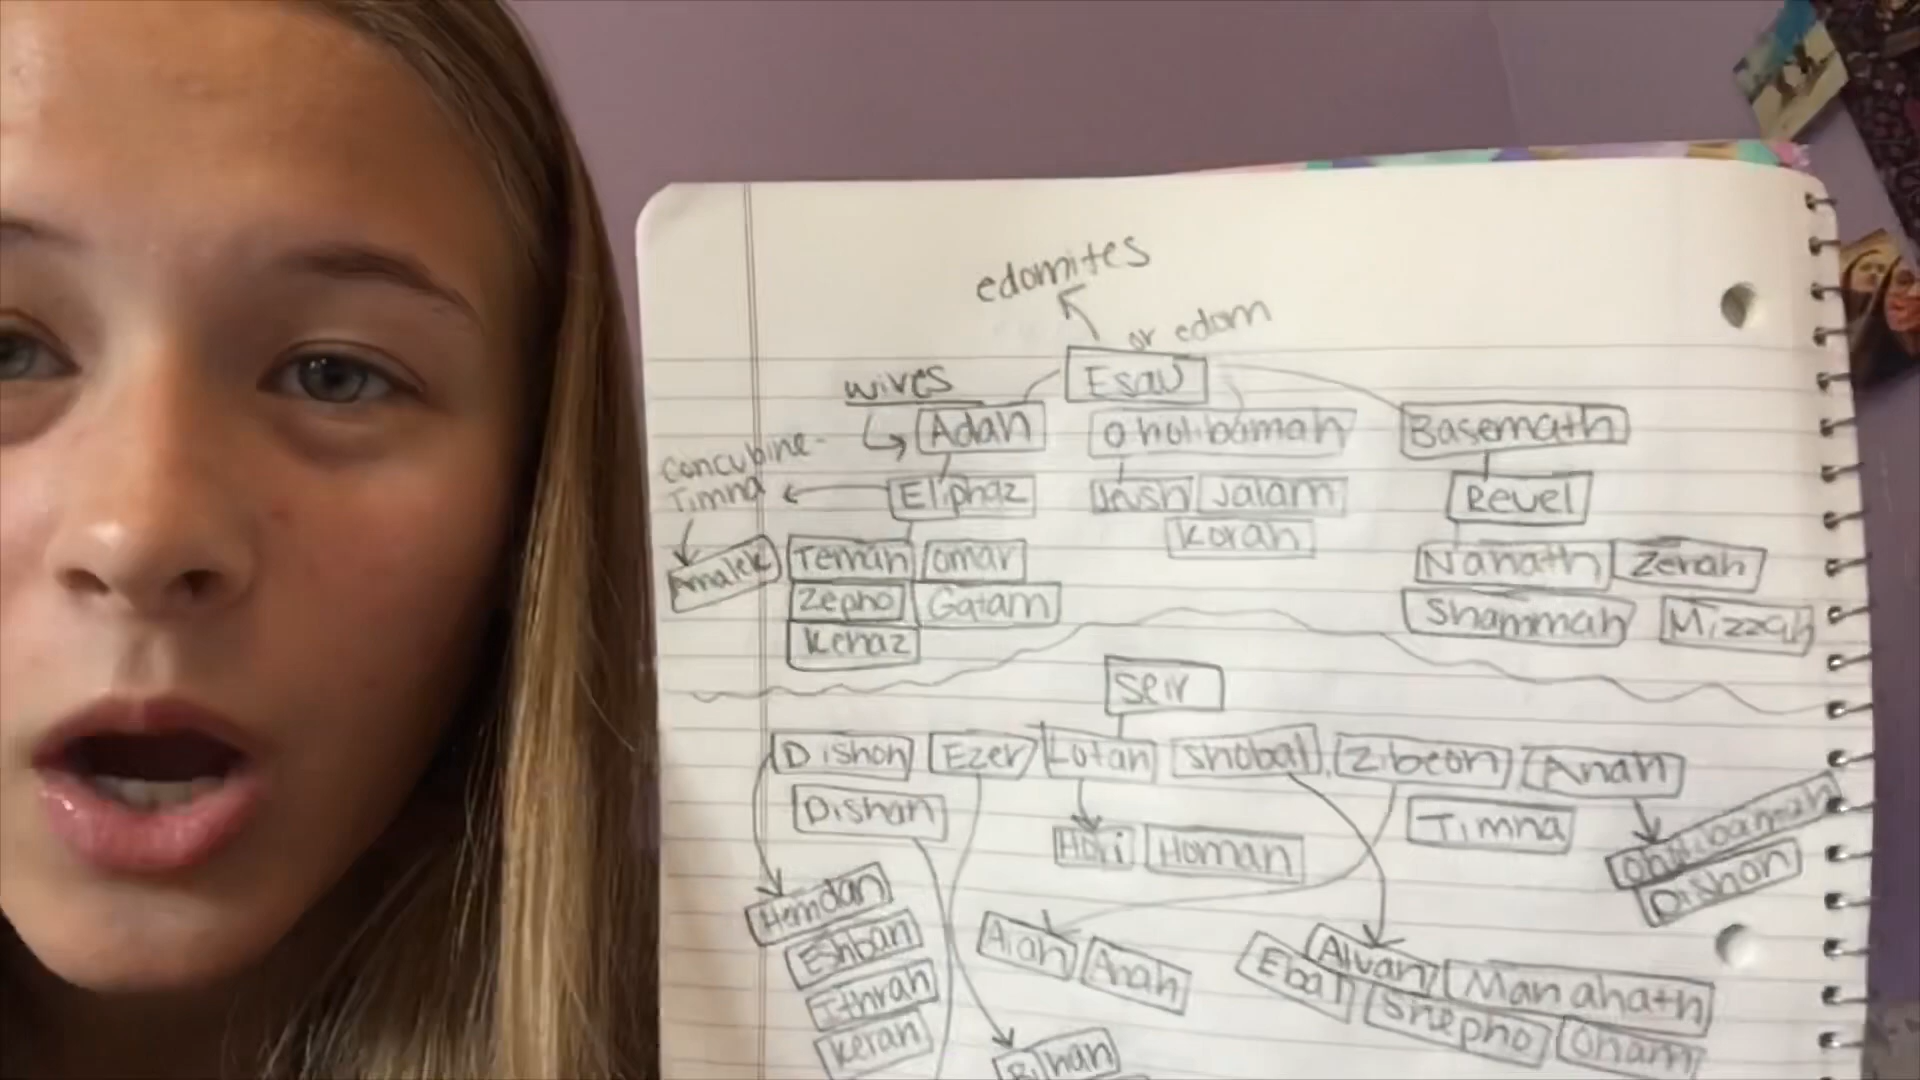 edomites
or edom
wives
Esau
Adah
Oholibamah
Basemath
concubine-
Timna
Eliphaz
Jeush Jalam
Reuel
Korah
Amalek
Teman omar
Nanath Zerah
Zepho Gatam
Shammah Mizzah
Kenaz
Seir
Dishon Ezer Lotan Shobal Zibeon Anah
Dishan
Timna
Hori Homan
Oholibamah
Dishon
Hemdan
Eshban
Ithran
Keran
Aiah Anah
Alvan Manahath
Ebal Shepho Onam